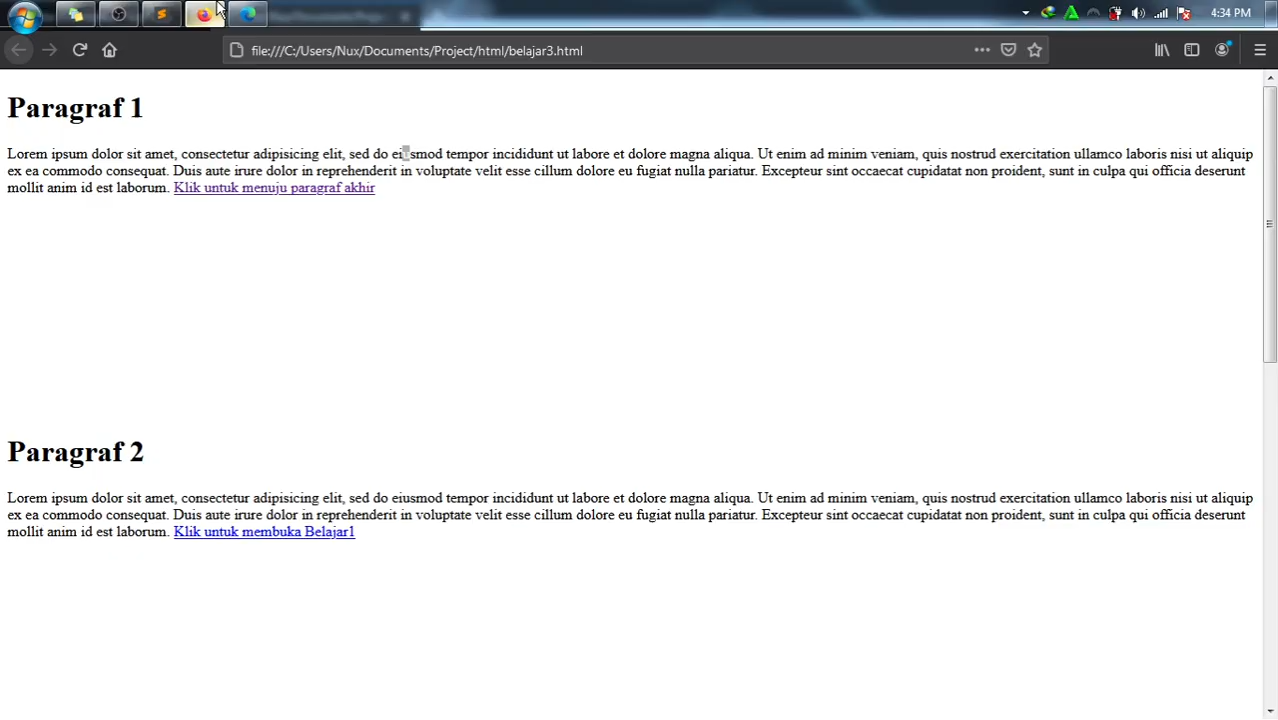 4:34 PM
file:///C:/Users/Nux/Documents/Project/html/belajar3.html
Paragraf 1
Lorem ipsum dolor sit amet, consectetur adipisicing elit, sed do eiusmod tempor incididunt ut labore et dolore magna aliqua. Ut enim ad minim veniam, quis nostrud exercitation ullamco laboris nisi ut aliquip
ex ea commodo consequat. Duis aute irure dolor in reprehenderit in voluptate velit esse cillum dolore eu fugiat nulla pariatur. Excepteur sint occaecat cupidatat non proident, sunt in culpa qui officia deserunt
mollit anim id est laborum. Klik untuk menuju paragraf akhir
Paragraf 2
Lorem ipsum dolor sit amet, consectetur adipisicing elit, sed do eiusmod tempor incididunt ut labore et dolore magna aliqua. Ut enim ad minim veniam, quis nostrud exercitation ullamco laboris nisi ut aliquip
ex ea commodo consequat. Duis aute irure dolor in reprehenderit in voluptate velit esse cillum dolore eu fugiat nulla pariatur. Excepteur sint occaecat cupidatat non proident, sunt in culpa qui officia deserunt
mollit anim id est laborum. Klik untuk membuka Belajar1